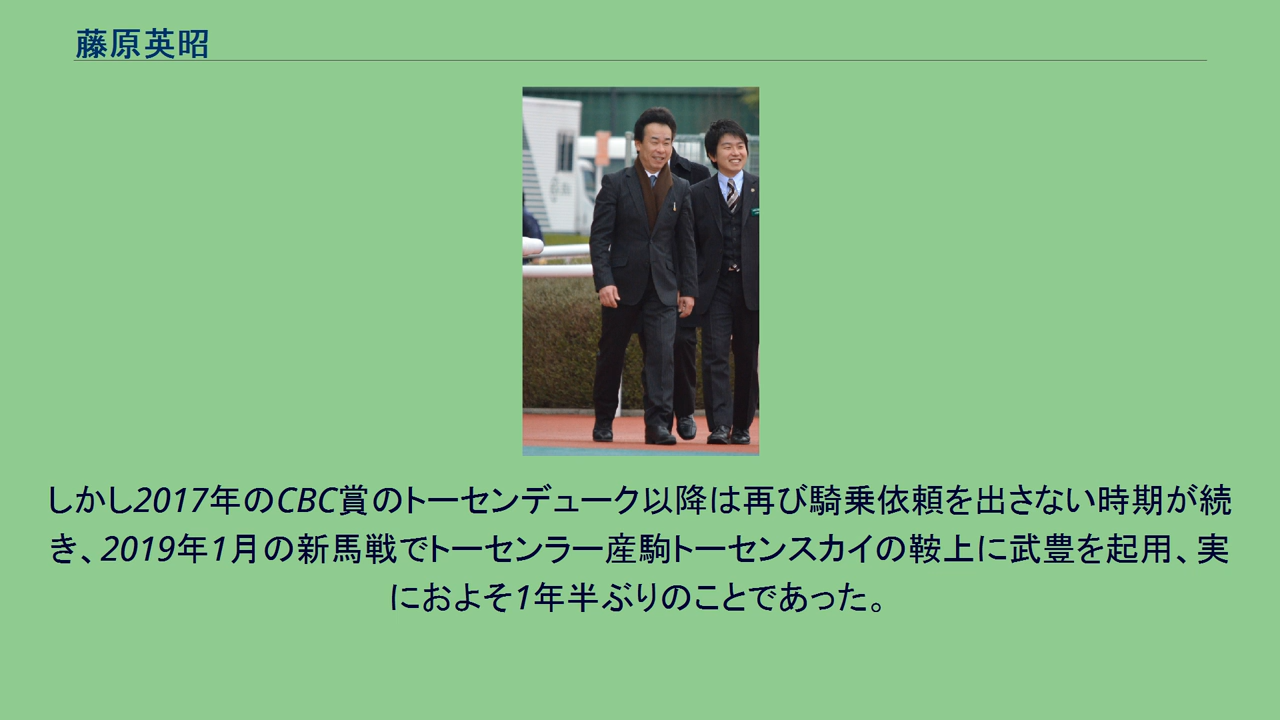 藤原英昭
しかし2017年のCBC賞のトーセンデューク以降は再び騎乗依頼を出さない時期が続
き、2019年1月の新馬戦でトーセンラー産駒トーセンスカイの鞍上に武豊を起用、実
におよそ1年半ぶりのことであった。